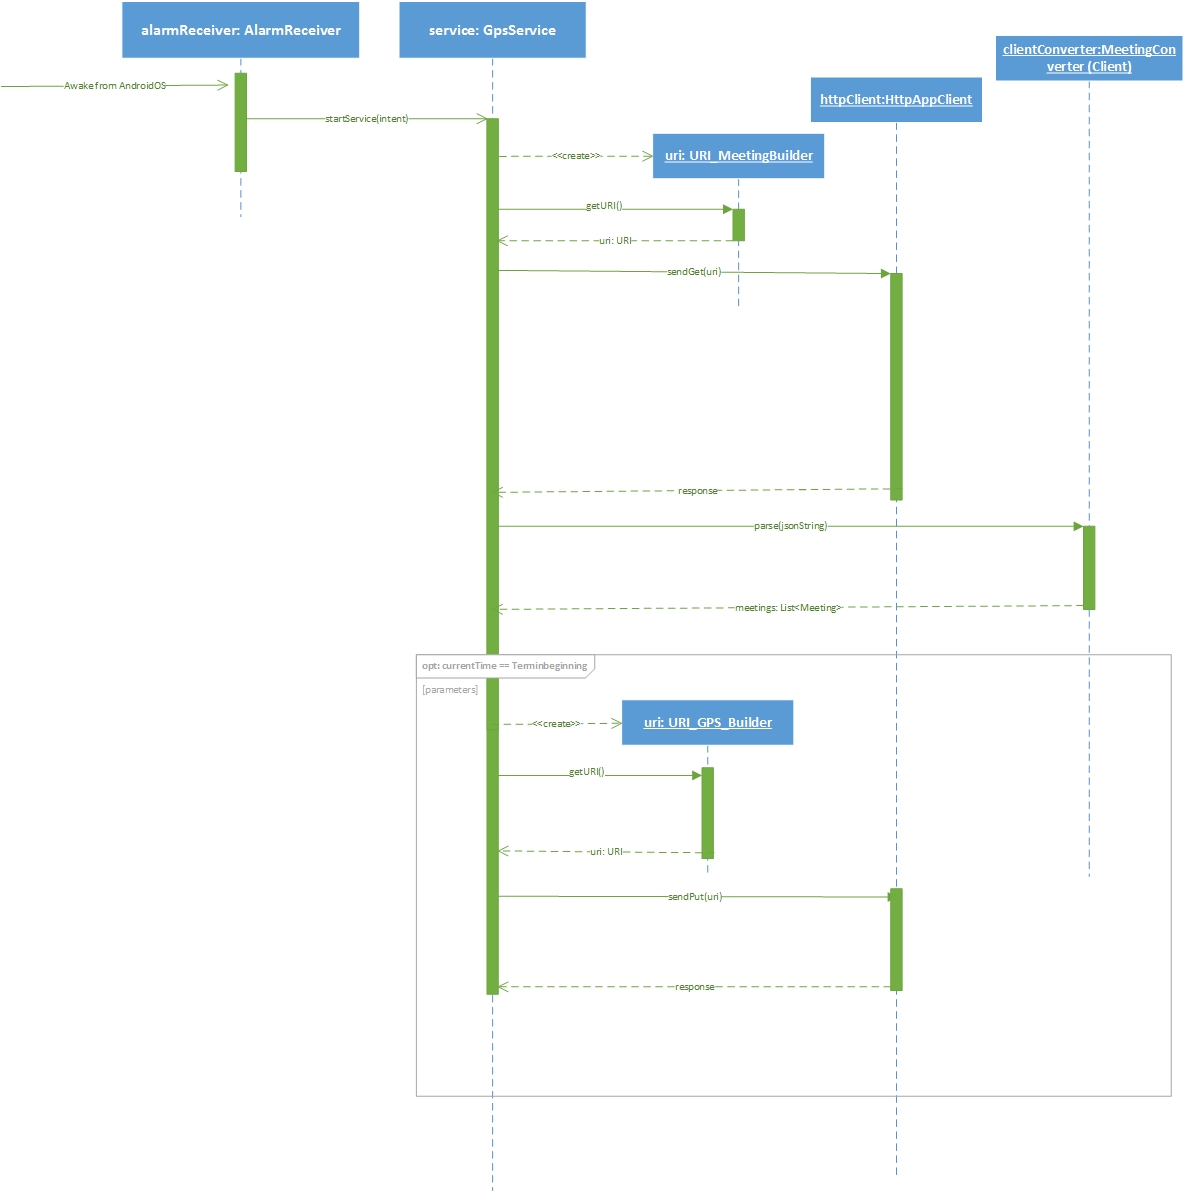 alarmReceiver: AlarmReceiver
service: GpsService
clientConverter:MeetingCon
verter (Client)
httpClient:HttpAppClient
Awake from AndroidOS
startService(intent)
<<create>>
uri: URI_MeetingBuilder
getURI()
uri: URI
sendGet(uri)
response
parse(jsonString)
meetings: List<Meeting>
opt: currentTime == Terminbeginning
[parameters]
<<create>>
uri: URI_GPS_Builder
getURI()
uri: URI
sendPut(uri)
response